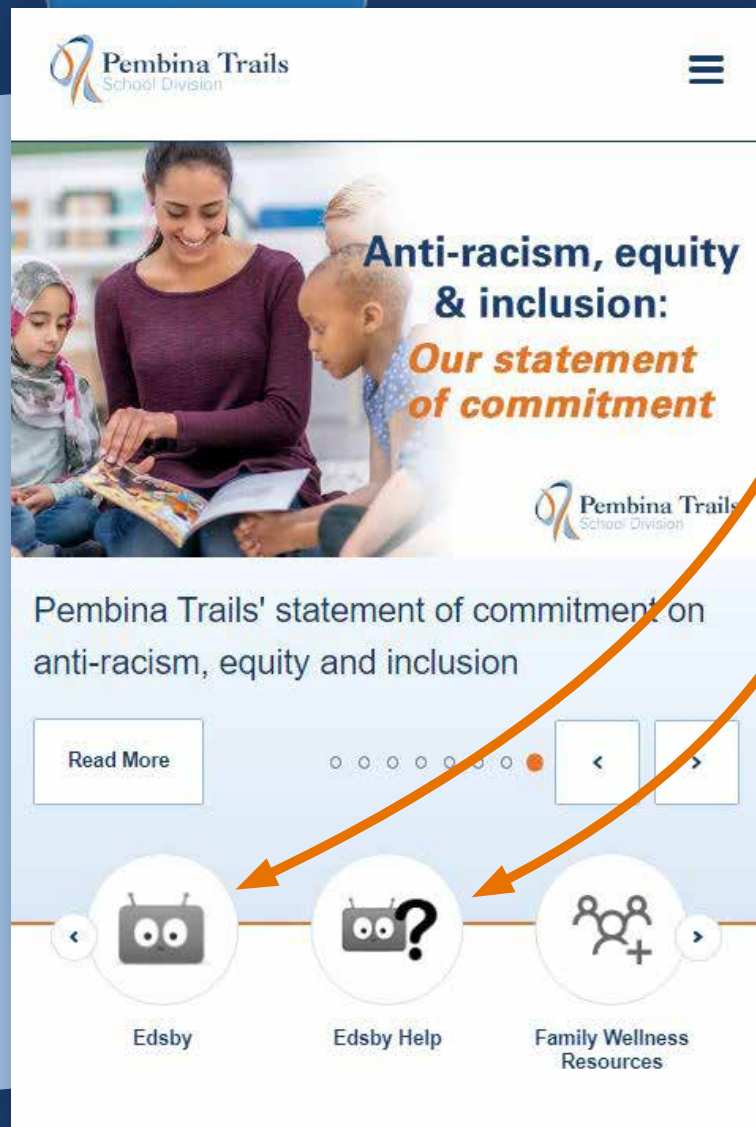 Pembina Trails
School Division
Anti-racism, equity
& inclusion:
Our statement
of commitment
Pembina Trails
School Division
Pembina Trails' statement of commitment on
anti-racism, equity and inclusion
Read More
Edsby
Edsby Help
Family Wellness
Resources